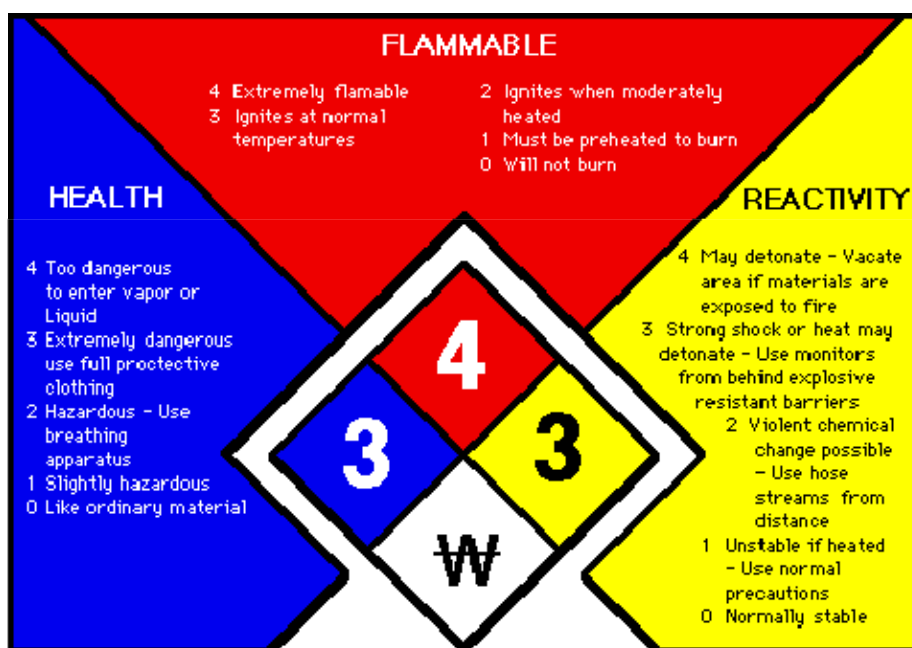 FLAMMABLE
4 Extremely flamable
3 Ignites at normal
temperatures
2 Ignites when moderately
heated
1 Must be preheated to burn
0 Will not burn
HEALTH
4 Too dangerous
to enter vapor or
Liquid
3 Extremely dangerous
use full proctective
clothing
2 Hazardous - Use
breathing
apparatus
1 Slightly hazardous
0 Like ordinary material
REACTIVITY
4 May detonate - Vacate
area if materials are
exposed to fire
3 Strong shock or heat may
detonate - Use monitors
from behind explosive
resistant barriers
2 Violent chemical
change possible
- Use hose
streams from
distance
1 Unstable if heated
- Use normal
precautions
0 Normally stable
4
3
3
W